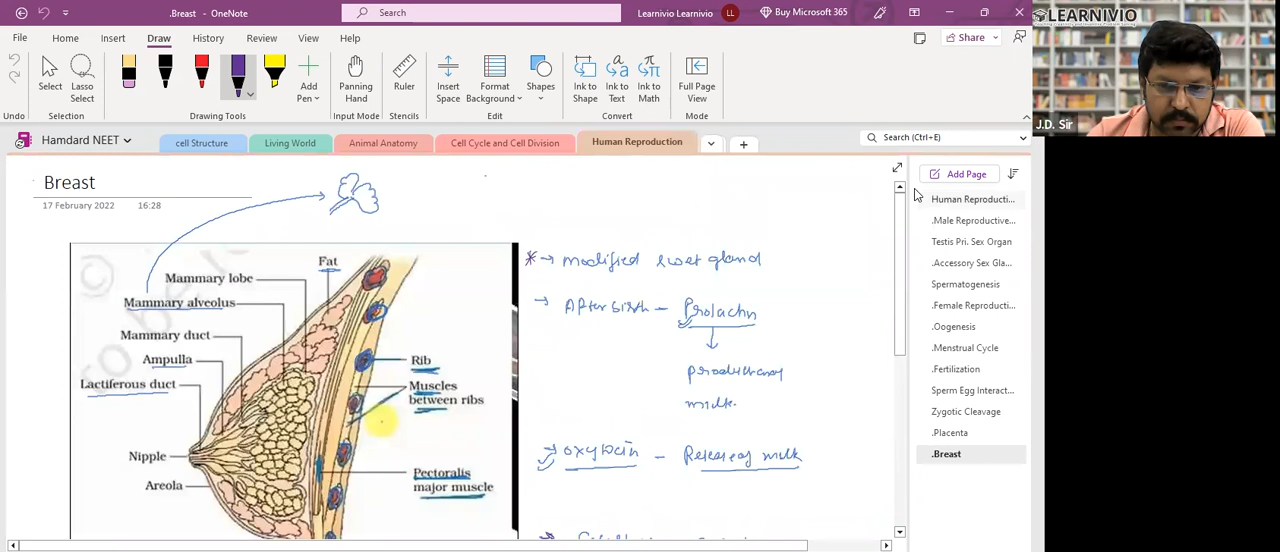 .Breast - OneNote
Search
Learnivio Learnivio LL
Buy Microsoft 365
LEARNIVIO
File Home Insert Draw History Review View Help
Share
Select Lasso Select Add Pen Panning Hand Ruler Insert Space Format Background Shapes Ink to Shape Ink to Text Ink to Math Full Page View
Undo Selection Drawing Tools Input Mode Stencils Edit Convert Mode
J.D. Sir
Hamdard NEET
cell Structure Living World Animal Anatomy Cell Cycle and Cell Division Human Reproduction
Search (Ctrl+E)
Breast
17 February 2022 16:28
Fat
Mammary lobe
Mammary alveolus
Mammary duct
Ampulla
Lactiferous duct
Nipple
Areola
Rib
Muscles between ribs
Pectoralis major muscle
modified swet gland
After birth - Prolactin
milk.
oxytocin - Release of milk
Add Page
Human Reproducti...
.Male Reproductive...
Testis Pri. Sex Organ
.Accessory Sex Gla...
Spermatogenesis
.Female Reproducti...
.Oogenesis
.Menstrual Cycle
.Fertilization
Sperm Egg Interact...
Zygotic Cleavage
.Placenta
.Breast